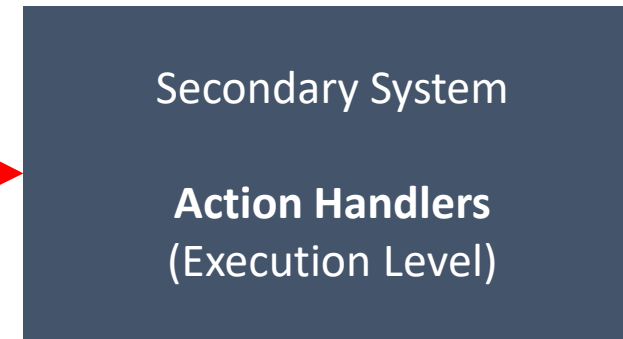 Secondary System
Action Handlers
(Execution Level)